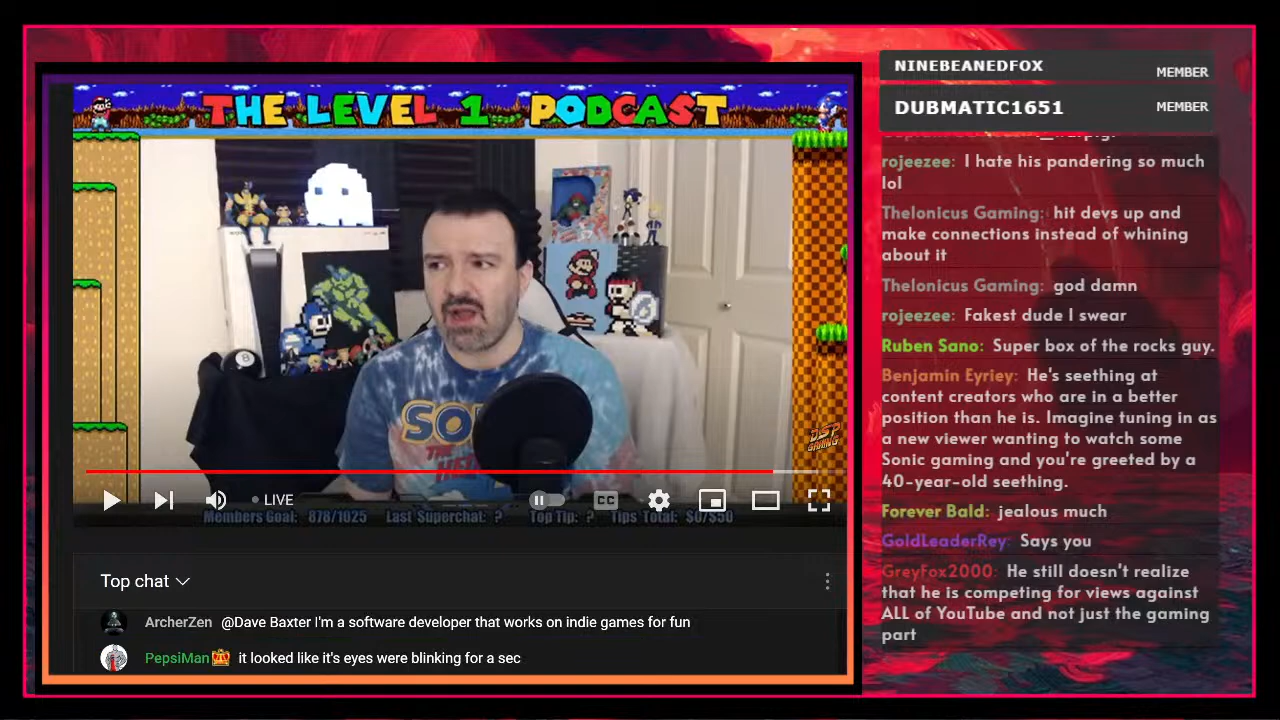 THE LEVEL 1 PODCAST
SO
THE
HE
8
DSP
GAMING
LIVE
CC
Members Goal: 878/1025 Last Superchat: ? Top Tip: ? Tips Total: $0/$50
Top chat
ArcherZen @Dave Baxter I'm a software developer that works on indie games for fun
PepsiMan it looked like it's eyes were blinking for a sec
NINEBEANEDFOX MEMBER
DUBMATIC1651 MEMBER
rojeezee: I hate his pandering so much
lol
Thelonicus Gaming: hit devs up and
make connections instead of whining
about it
Thelonicus Gaming: god damn
rojeezee: Fakest dude I swear
Ruben Sano: Super box of the rocks guy.
Benjamin Eyriey: He's seething at
content creators who are in a better
position than he is. Imagine tuning in as
a new viewer wanting to watch some
Sonic gaming and you're greeted by a
40-year-old seething.
Forever Bald: jealous much
GoldLeaderRey: Says you
GreyFox2000: He still doesn't realize
that he is competing for views against
ALL of YouTube and not just the gaming
part